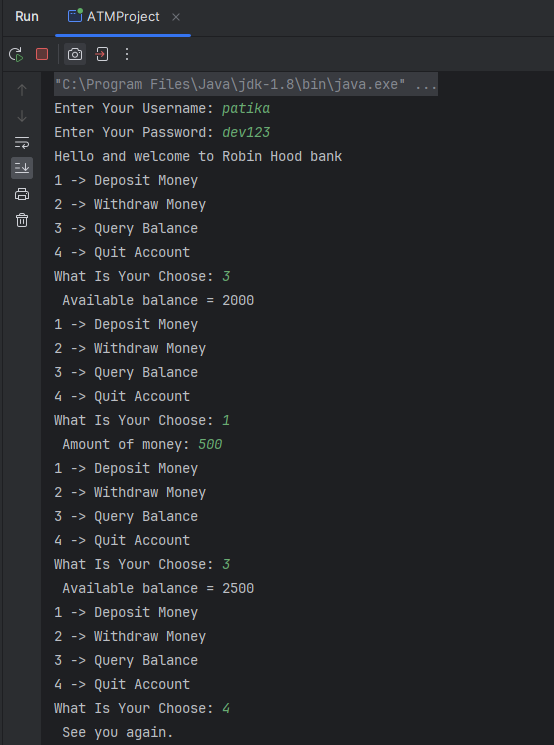 Run ATMProject
"C:\Program Files\Java\jdk-1.8\bin\java.exe" ...
Enter Your Username: patika
Enter Your Password: dev123
Hello and welcome to Robin Hood bank
1 -> Deposit Money
2 -> Withdraw Money
3 -> Query Balance
4 -> Quit Account
What Is Your Choose: 3
 Available balance = 2000
1 -> Deposit Money
2 -> Withdraw Money
3 -> Query Balance
4 -> Quit Account
What Is Your Choose: 1
 Amount of money: 500
1 -> Deposit Money
2 -> Withdraw Money
3 -> Query Balance
4 -> Quit Account
What Is Your Choose: 3
 Available balance = 2500
1 -> Deposit Money
2 -> Withdraw Money
3 -> Query Balance
4 -> Quit Account
What Is Your Choose: 4
 See you again.